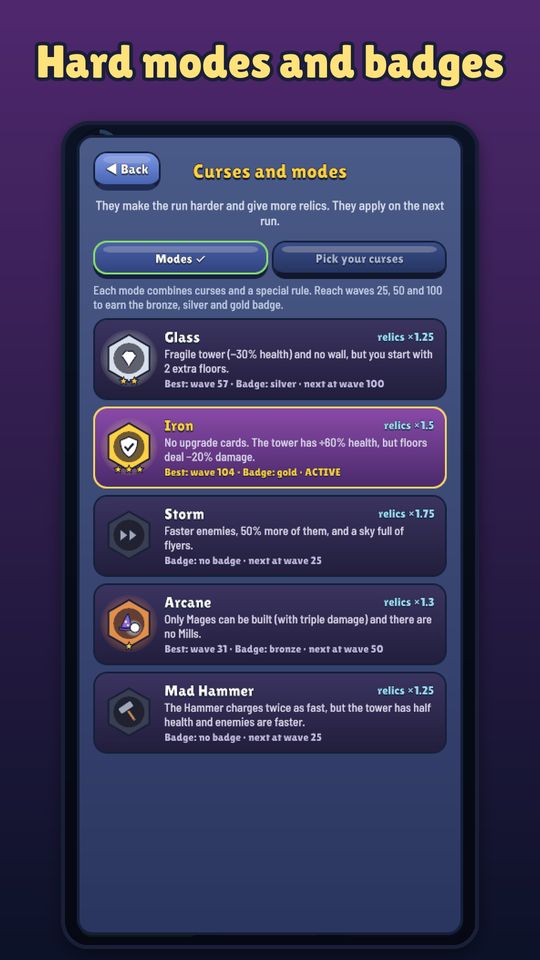 Hard modes and badges
◀ Back
Curses and modes
They make the run harder and give more relics. They apply on the next
run.
Modes ✓
Pick your curses
Each mode combines curses and a special rule. Reach waves 25, 50 and 100
to earn the bronze, silver and gold badge.
Glass
relics ×1.25
Fragile tower (−30% health) and no wall, but you start with
2 extra floors.
Best: wave 57 · Badge: silver · next at wave 100
Iron
relics ×1.5
No upgrade cards. The tower has +60% health, but floors
deal −20% damage.
Best: wave 104 · Badge: gold · ACTIVE
Storm
relics ×1.75
Faster enemies, 50% more of them, and a sky full of
flyers.
Badge: no badge · next at wave 25
Arcane
relics ×1.3
Only Mages can be built (with triple damage) and there are
no Mills.
Best: wave 31 · Badge: bronze · next at wave 50
Mad Hammer
relics ×1.25
The Hammer charges twice as fast, but the tower has half
health and enemies are faster.
Badge: no badge · next at wave 25